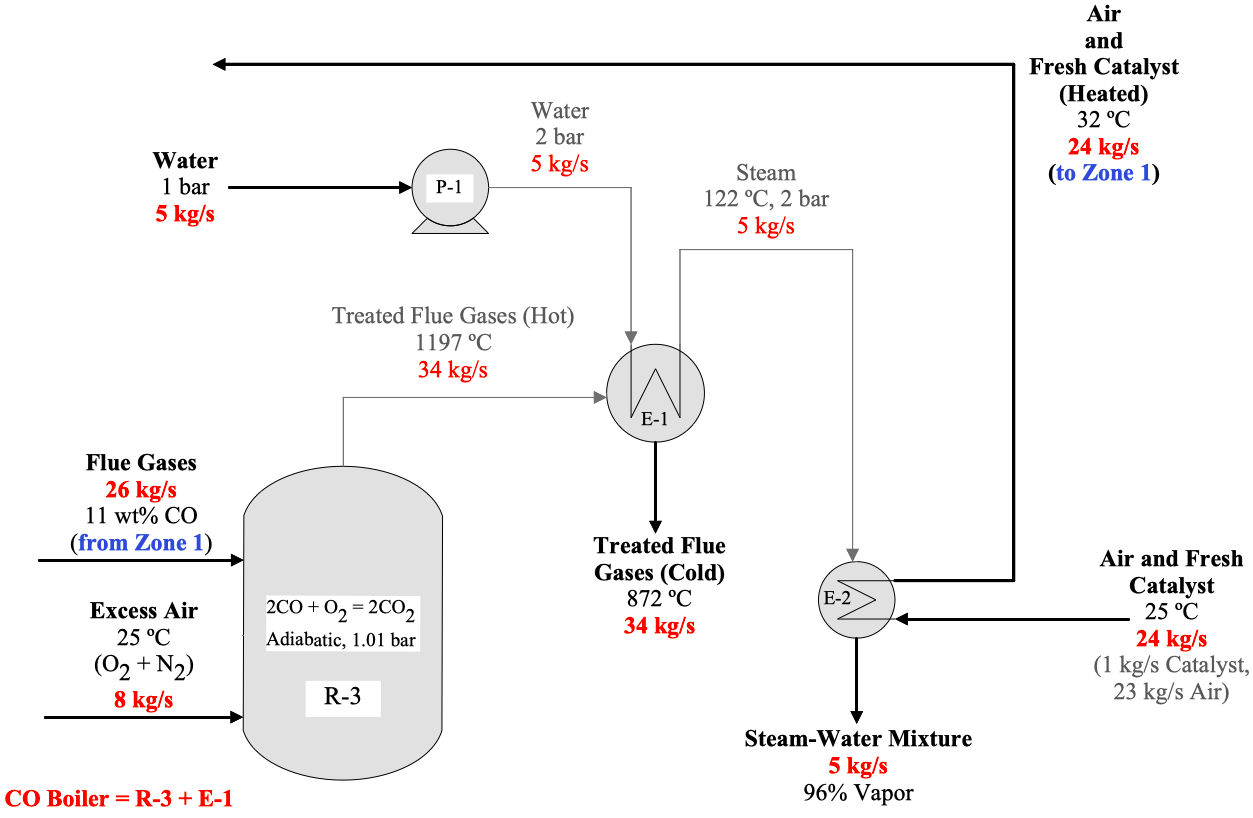 Air
and
Fresh Catalyst
(Heated)
32 ºC
24 kg/s
(to Zone 1)
Water
2 bar
5 kg/s
Water
1 bar
5 kg/s
P-1
Steam
122 ºC, 2 bar
5 kg/s
Treated Flue Gases (Hot)
1197 ºC
34 kg/s
E-1
Flue Gases
26 kg/s
11 wt% CO
(from Zone 1)
Treated Flue
Gases (Cold)
872 ºC
34 kg/s
E-2
Air and Fresh
Catalyst
25 ºC
24 kg/s
(1 kg/s Catalyst,
23 kg/s Air)
Excess Air
25 ºC
(O2 + N2)
8 kg/s
2CO + O2 = 2CO2
Adiabatic, 1.01 bar
R-3
Steam-Water Mixture
5 kg/s
96% Vapor
CO Boiler = R-3 + E-1